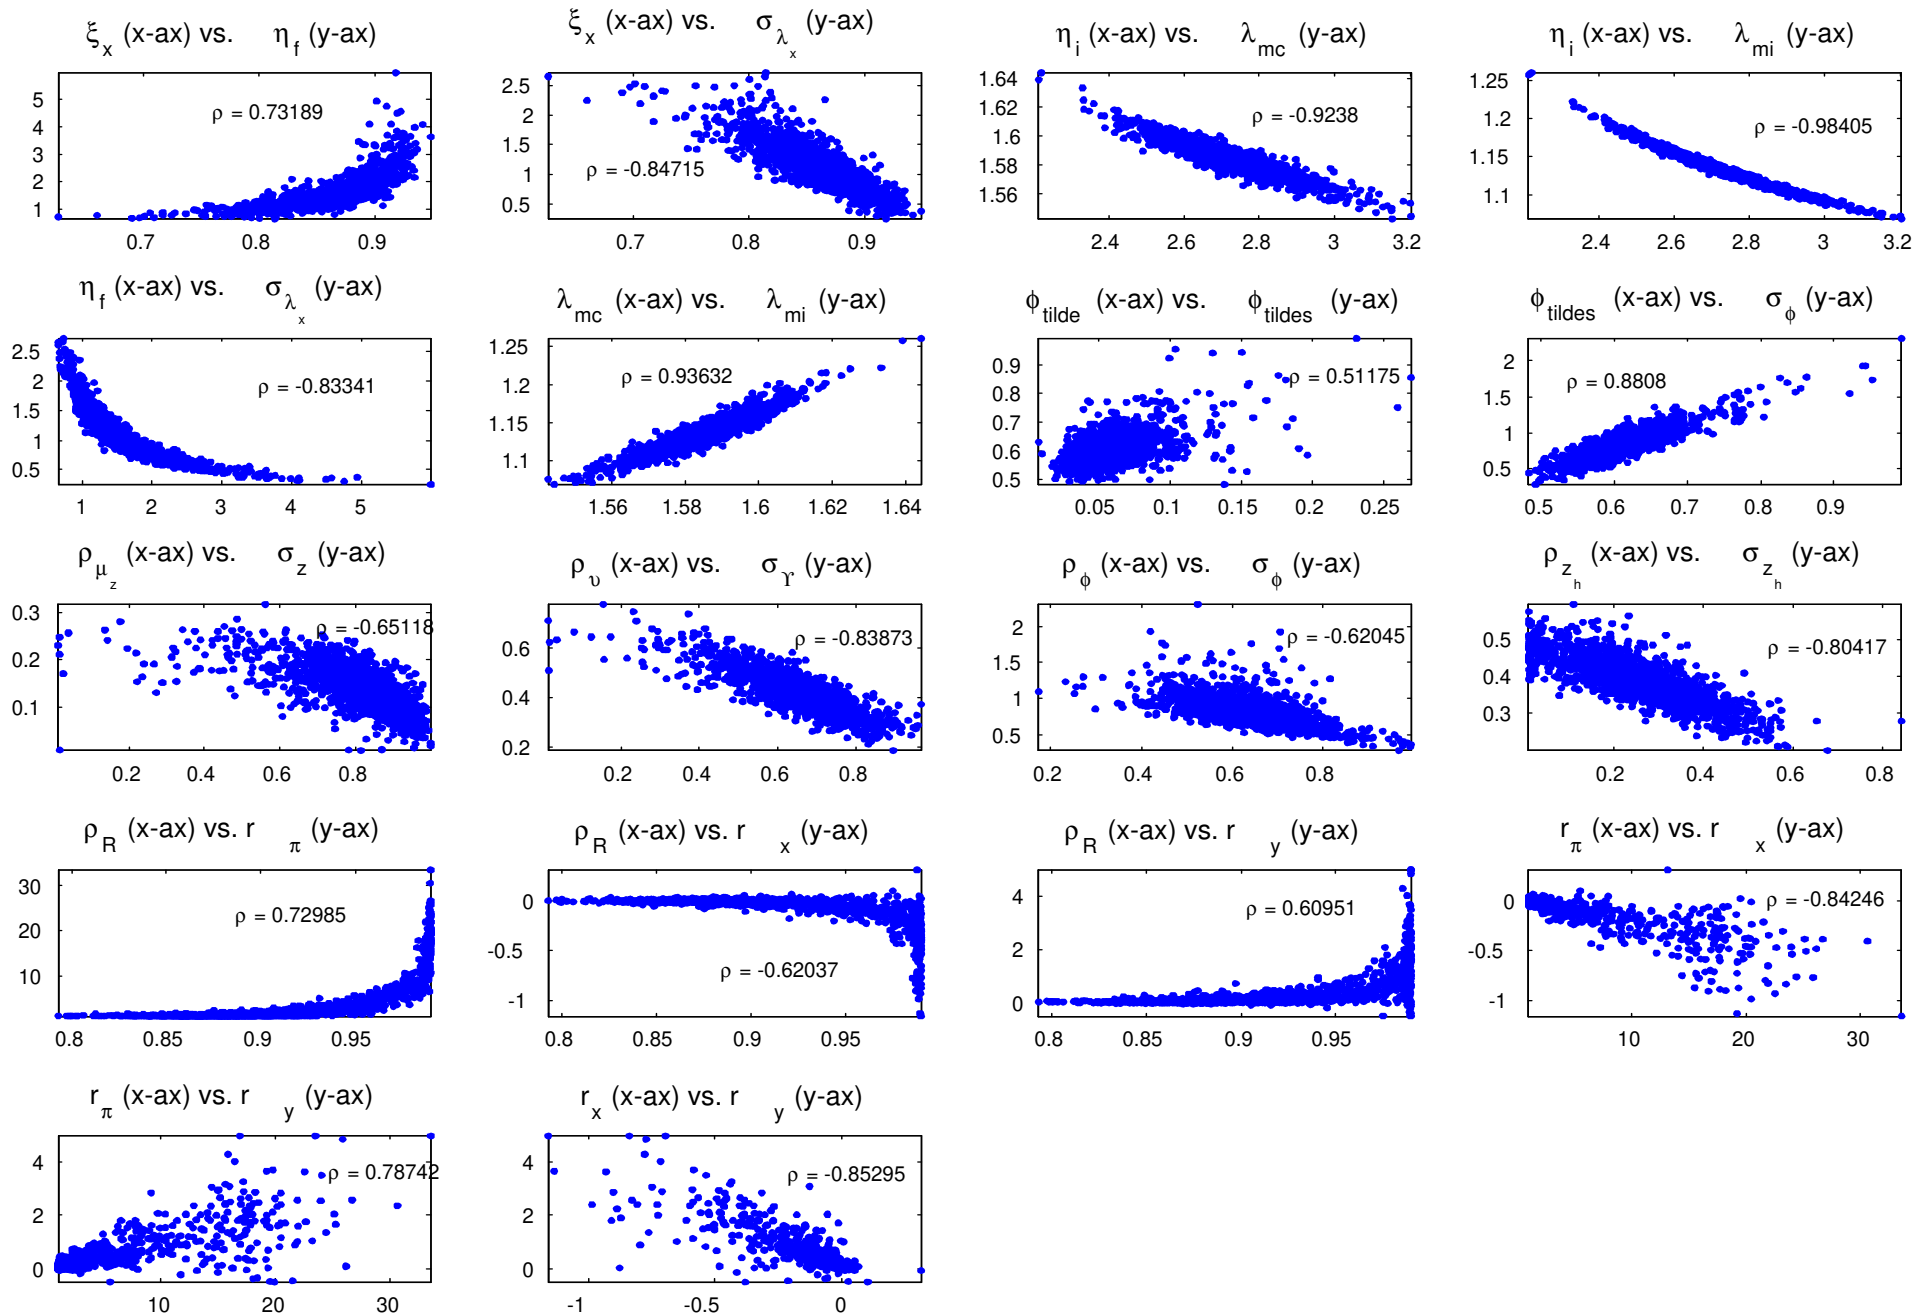 ξx (x-ax) vs. ηf (y-ax)
5
4
3
2
1
ρ = 0.73189
0.7 0.8 0.9
ξx (x-ax) vs. σλx (y-ax)
2.5
2
1.5
1
0.5
ρ = -0.84715
0.7 0.8 0.9
ηi (x-ax) vs. λmc (y-ax)
1.64
1.62
1.6
1.58
1.56
ρ = -0.9238
2.4 2.6 2.8 3 3.2
ηi (x-ax) vs. λmi (y-ax)
1.25
1.2
1.15
1.1
ρ = -0.98405
2.4 2.6 2.8 3 3.2
ηf (x-ax) vs. σλx (y-ax)
2.5
2
1.5
1
0.5
ρ = -0.83341
1 2 3 4 5
λmc (x-ax) vs. λmi (y-ax)
1.25
1.2
1.15
1.1
ρ = 0.93632
1.56 1.58 1.6 1.62 1.64
ϕtilde (x-ax) vs. ϕtildes (y-ax)
0.9
0.8
0.7
0.6
0.5
ρ = 0.51175
0.05 0.1 0.15 0.2 0.25
ϕtildes (x-ax) vs. σϕ (y-ax)
2
1.5
1
0.5
ρ = 0.8808
0.5 0.6 0.7 0.8 0.9
ρμz (x-ax) vs. σz (y-ax)
0.3
0.2
0.1
ρ = -0.65118
0.2 0.4 0.6 0.8
ρυ (x-ax) vs. σϒ (y-ax)
0.6
0.4
0.2
ρ = -0.83873
0.2 0.4 0.6 0.8
ρϕ (x-ax) vs. σϕ (y-ax)
2
1.5
1
0.5
ρ = -0.62045
0.2 0.4 0.6 0.8
ρzh (x-ax) vs. σzh (y-ax)
0.5
0.4
0.3
ρ = -0.80417
0.2 0.4 0.6 0.8
ρR (x-ax) vs. rπ (y-ax)
30
20
10
ρ = 0.72985
0.8 0.85 0.9 0.95
ρR (x-ax) vs. rx (y-ax)
0
-0.5
-1
ρ = -0.62037
0.8 0.85 0.9 0.95
ρR (x-ax) vs. ry (y-ax)
4
2
0
ρ = 0.60951
0.8 0.85 0.9 0.95
rπ (x-ax) vs. rx (y-ax)
0
-0.5
-1
ρ = -0.84246
10 20 30
rπ (x-ax) vs. ry (y-ax)
4
2
0
ρ = 0.78742
10 20 30
rx (x-ax) vs. ry (y-ax)
4
2
0
ρ = -0.85295
-1 -0.5 0